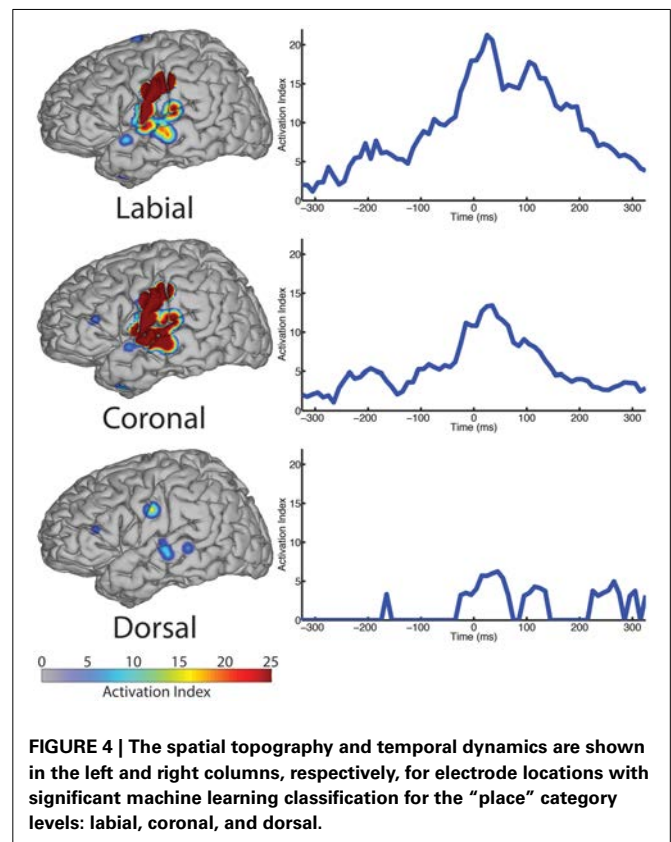 20
15
10
5
0
Activation Index
−300 −200 −100 0 100 200 300
Time (ms)
Labial
20
15
10
5
0
Activation Index
−300 −200 −100 0 100 200 300
Time (ms)
Coronal
20
15
10
5
0
Activation Index
−300 −200 −100 0 100 200 300
Time (ms)
Dorsal
0 5 10 15 20 25
Activation Index
FIGURE 4 | The spatial topography and temporal dynamics are shown
in the left and right columns, respectively, for electrode locations with
significant machine learning classification for the “place” category
levels: labial, coronal, and dorsal.